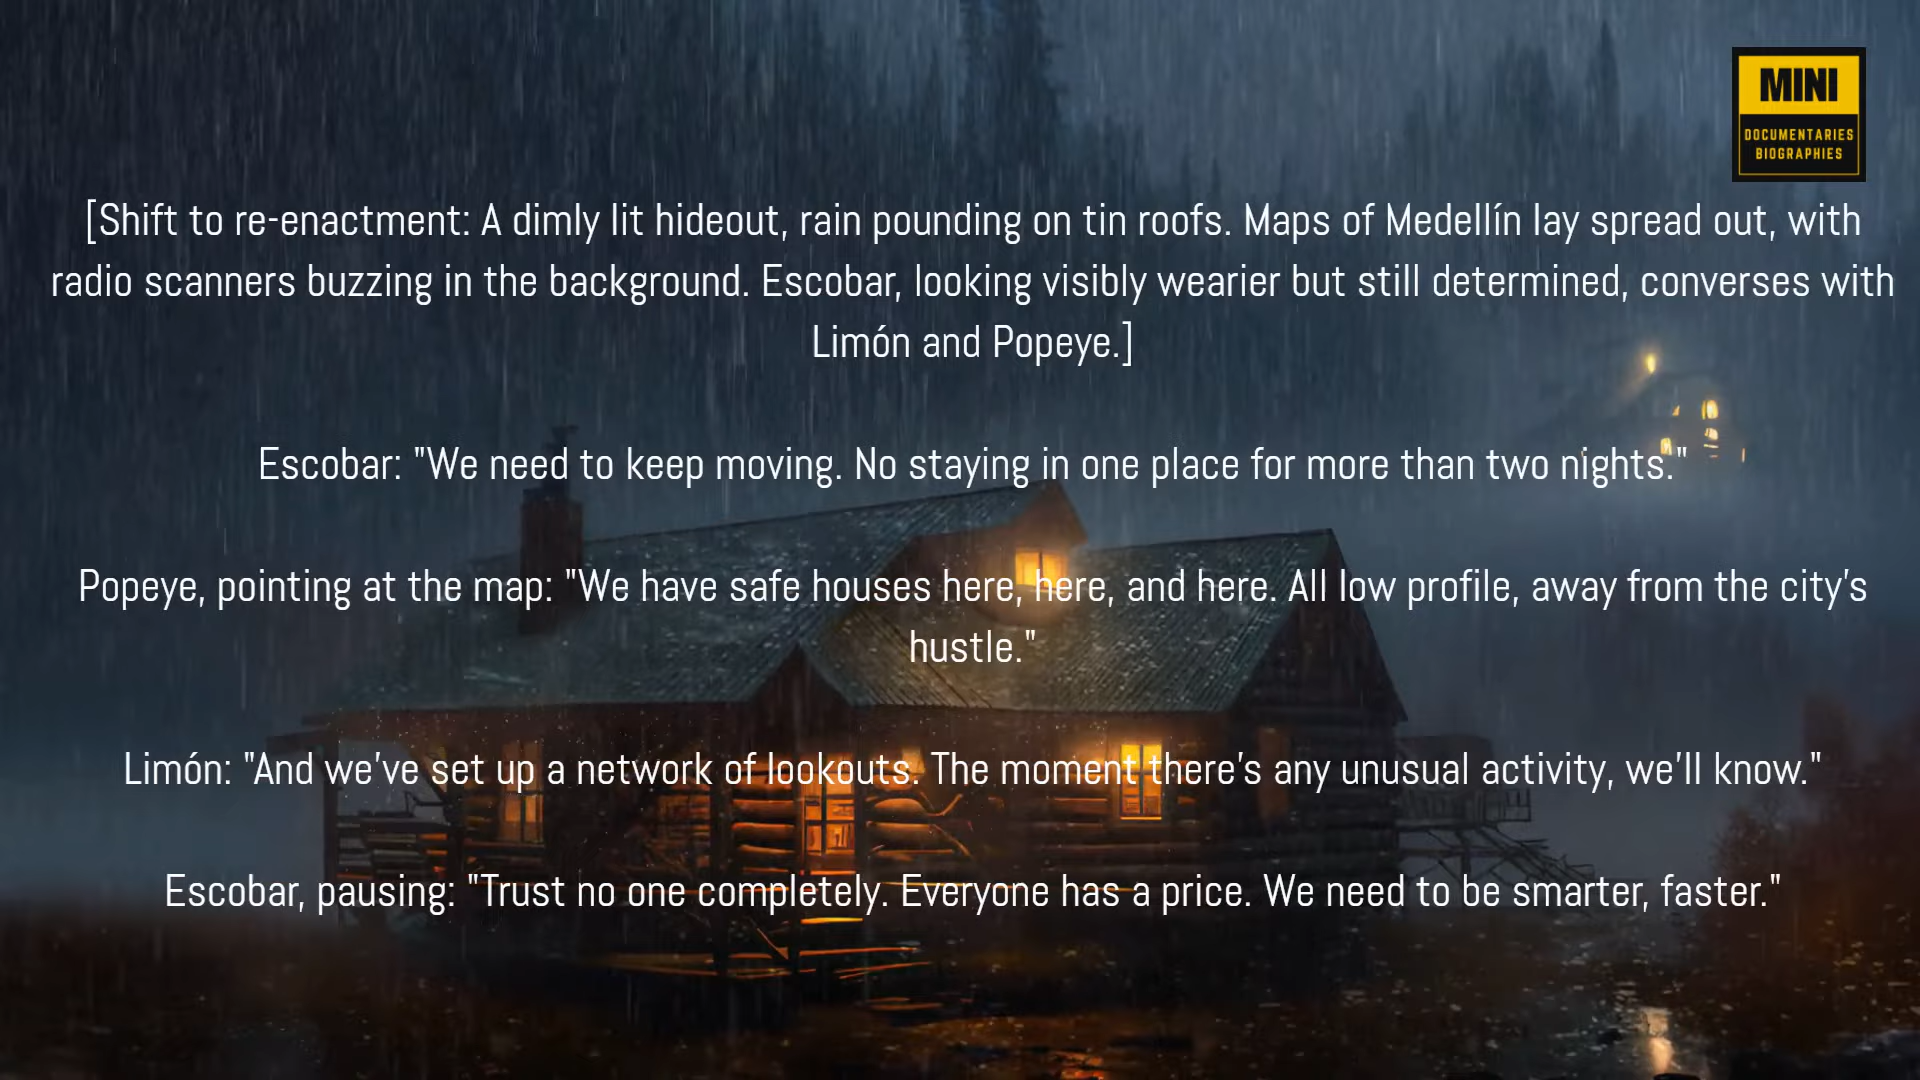 MINI
DOCUMENTARIES
BIOGRAPHIES
[Shift to re-enactment: A dimly lit hideout, rain pounding on tin roofs. Maps of Medellín lay spread out, with
radio scanners buzzing in the background. Escobar, looking visibly wearier but still determined, converses with
Limón and Popeye.]
Escobar: "We need to keep moving. No staying in one place for more than two nights."
Popeye, pointing at the map: "We have safe houses here, here, and here. All low profile, away from the city's
hustle."
Limón: "And we've set up a network of lookouts. The moment there's any unusual activity, we'll know."
Escobar, pausing: "Trust no one completely. Everyone has a price. We need to be smarter, faster."